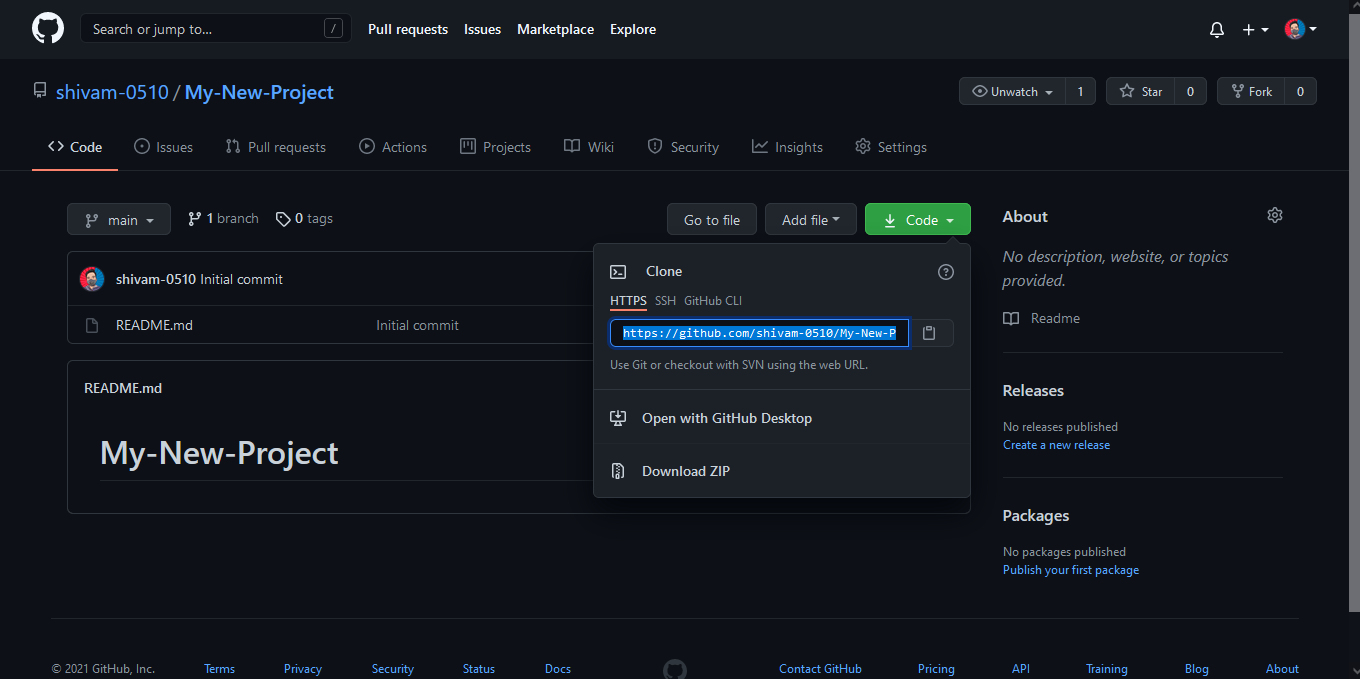 Search or jump to... /
Pull requests Issues Marketplace Explore
shivam-0510 / My-New-Project
Unwatch 1 Star 0 Fork 0
Code Issues Pull requests Actions Projects Wiki Security Insights Settings
main 1 branch 0 tags
Go to file Add file Code
shivam-0510 Initial commit
README.md Initial commit
README.md
My-New-Project
Clone ?
HTTPS SSH GitHub CLI
https://github.com/shivam-0510/My-New-P
Use Git or checkout with SVN using the web URL.
Open with GitHub Desktop
Download ZIP
About
No description, website, or topics
provided.
Readme
Releases
No releases published
Create a new release
Packages
No packages published
Publish your first package
© 2021 GitHub, Inc. Terms Privacy Security Status Docs Contact GitHub Pricing API Training Blog About